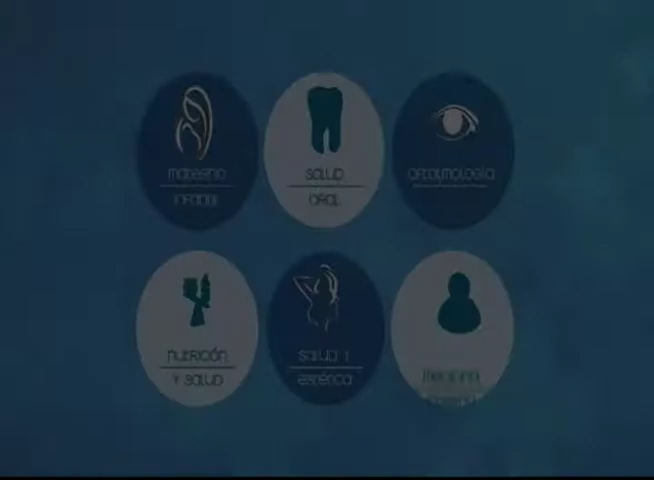 materno
infantil
salud
oral
oftalmología
nutrición
y salud
salud y
estética
medicina